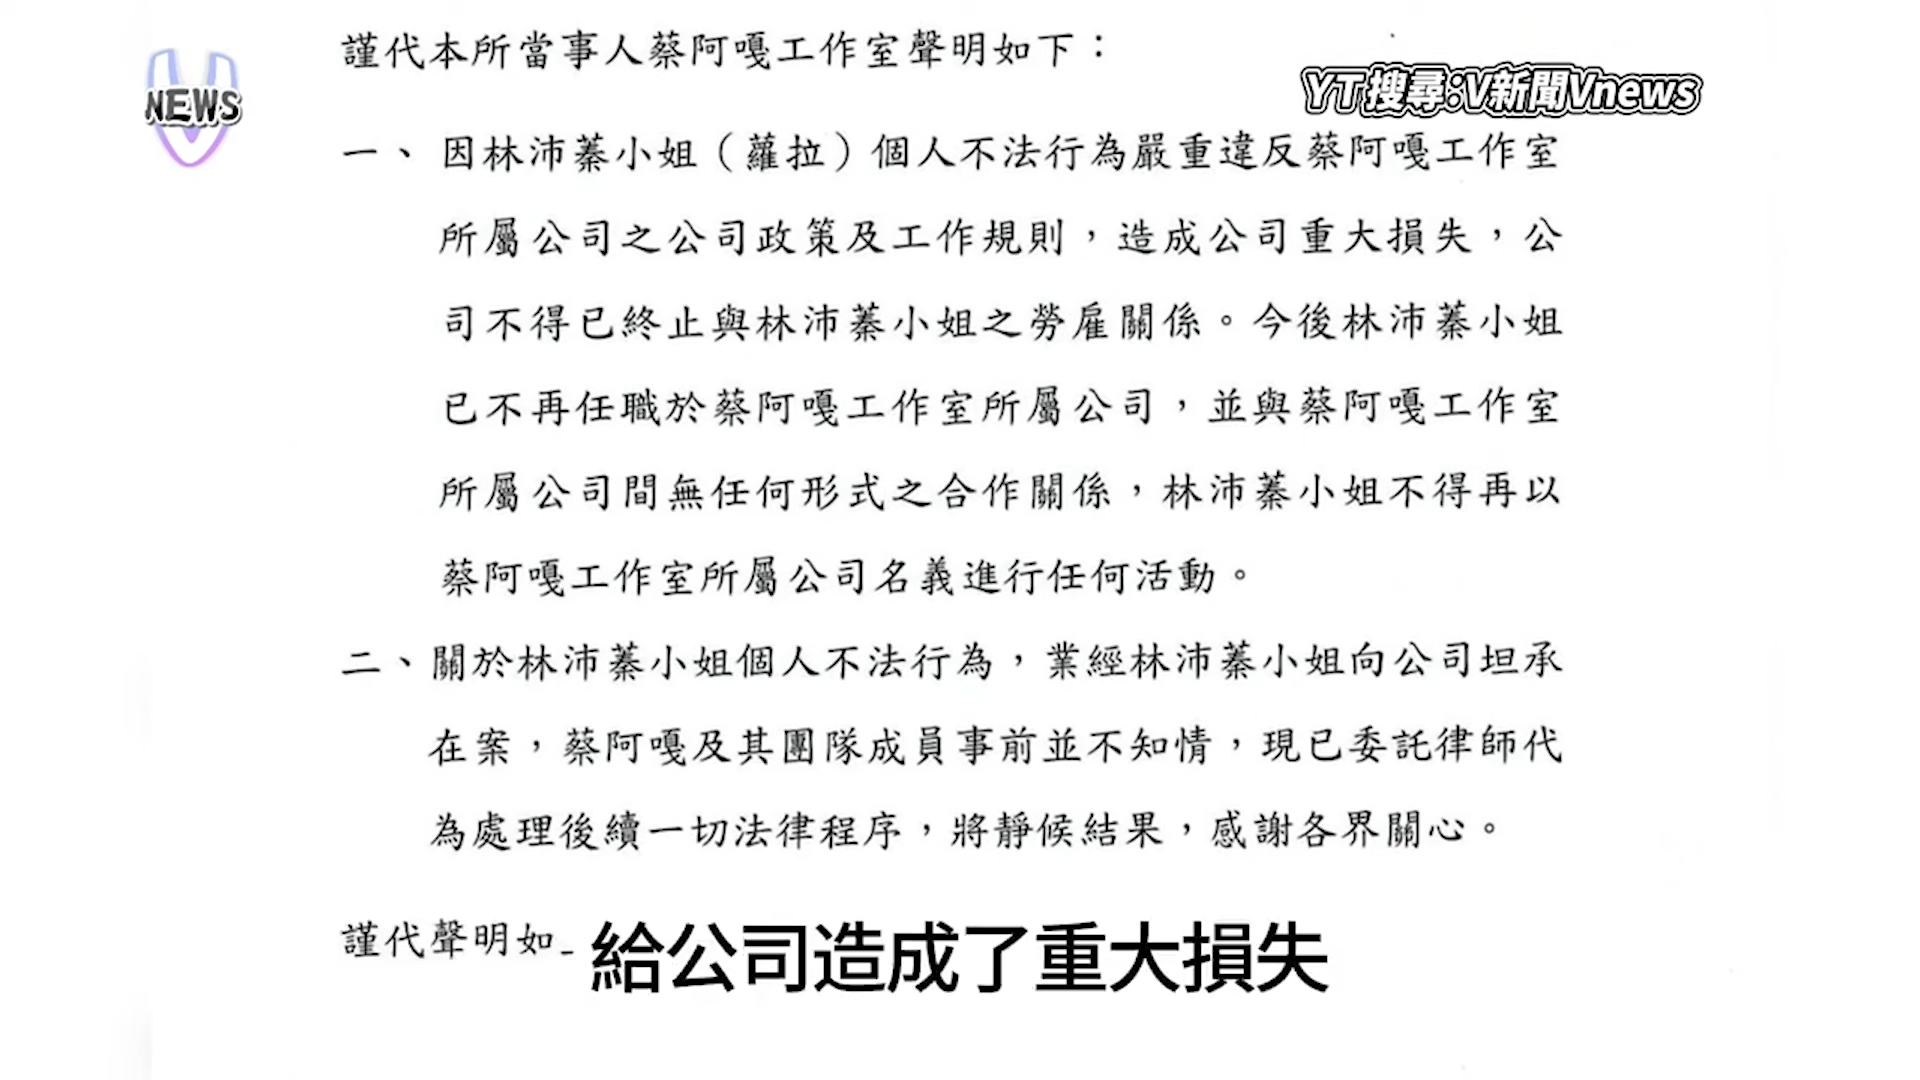 謹代本所當事人蔡阿嘎工作室聲明如下：
NEWS
YT搜尋:V新聞Vnews
一、因林沛蓁小姐（蘿拉）個人不法行為嚴重違反蔡阿嘎工作室
所屬公司之公司政策及工作規則，造成公司重大損失，公
司不得已終止與林沛蓁小姐之勞雇關係。今後林沛蓁小姐
已不再任職於蔡阿嘎工作室所屬公司，並與蔡阿嘎工作室
所屬公司間無任何形式之合作關係，林沛蓁小姐不得再以
蔡阿嘎工作室所屬公司名義進行任何活動。
二、關於林沛蓁小姐個人不法行為，業經林沛蓁小姐向公司坦承
在案，蔡阿嘎及其團隊成員事前並不知情，現已委託律師代
為處理後續一切法律程序，將靜候結果，感謝各界關心。
謹代聲明如
給公司造成了重大損失